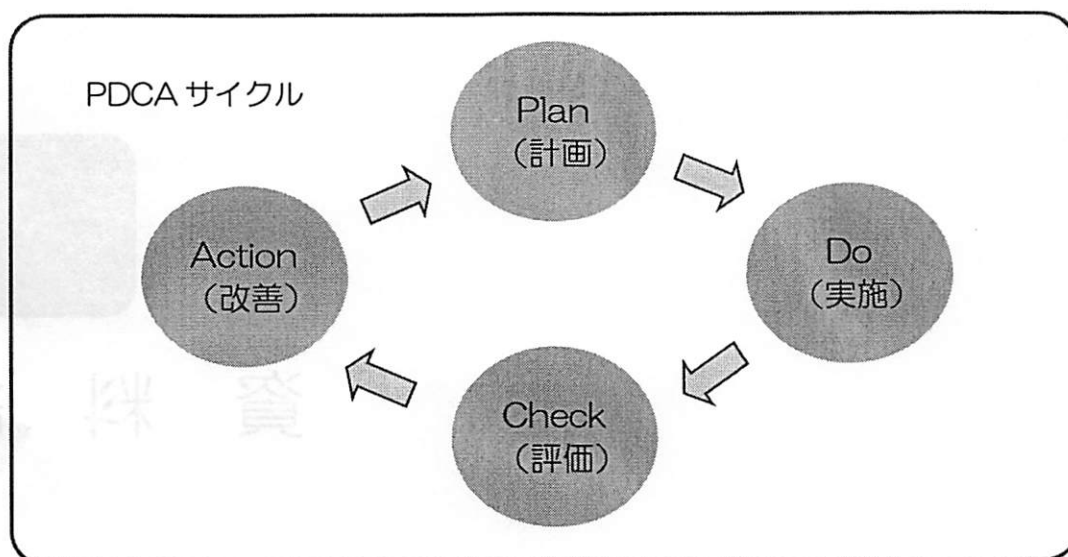 PDCA サイクル
Plan
(計画)
Do
(実施)
Check
(評価)
Action
(改善)
資 料